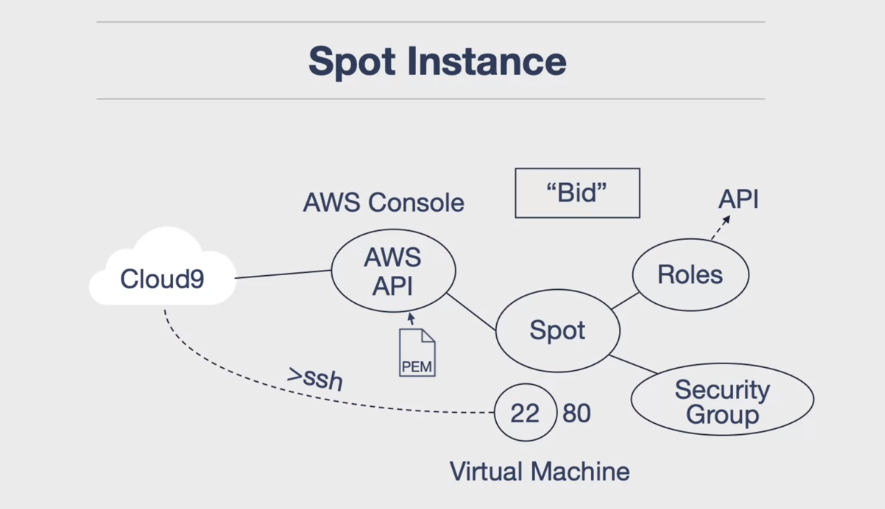 Spot Instance
"Bid"
AWS Console
API
Cloud9
AWS
API
Roles
Spot
PEM
>ssh
Security
Group
22
80
Virtual Machine